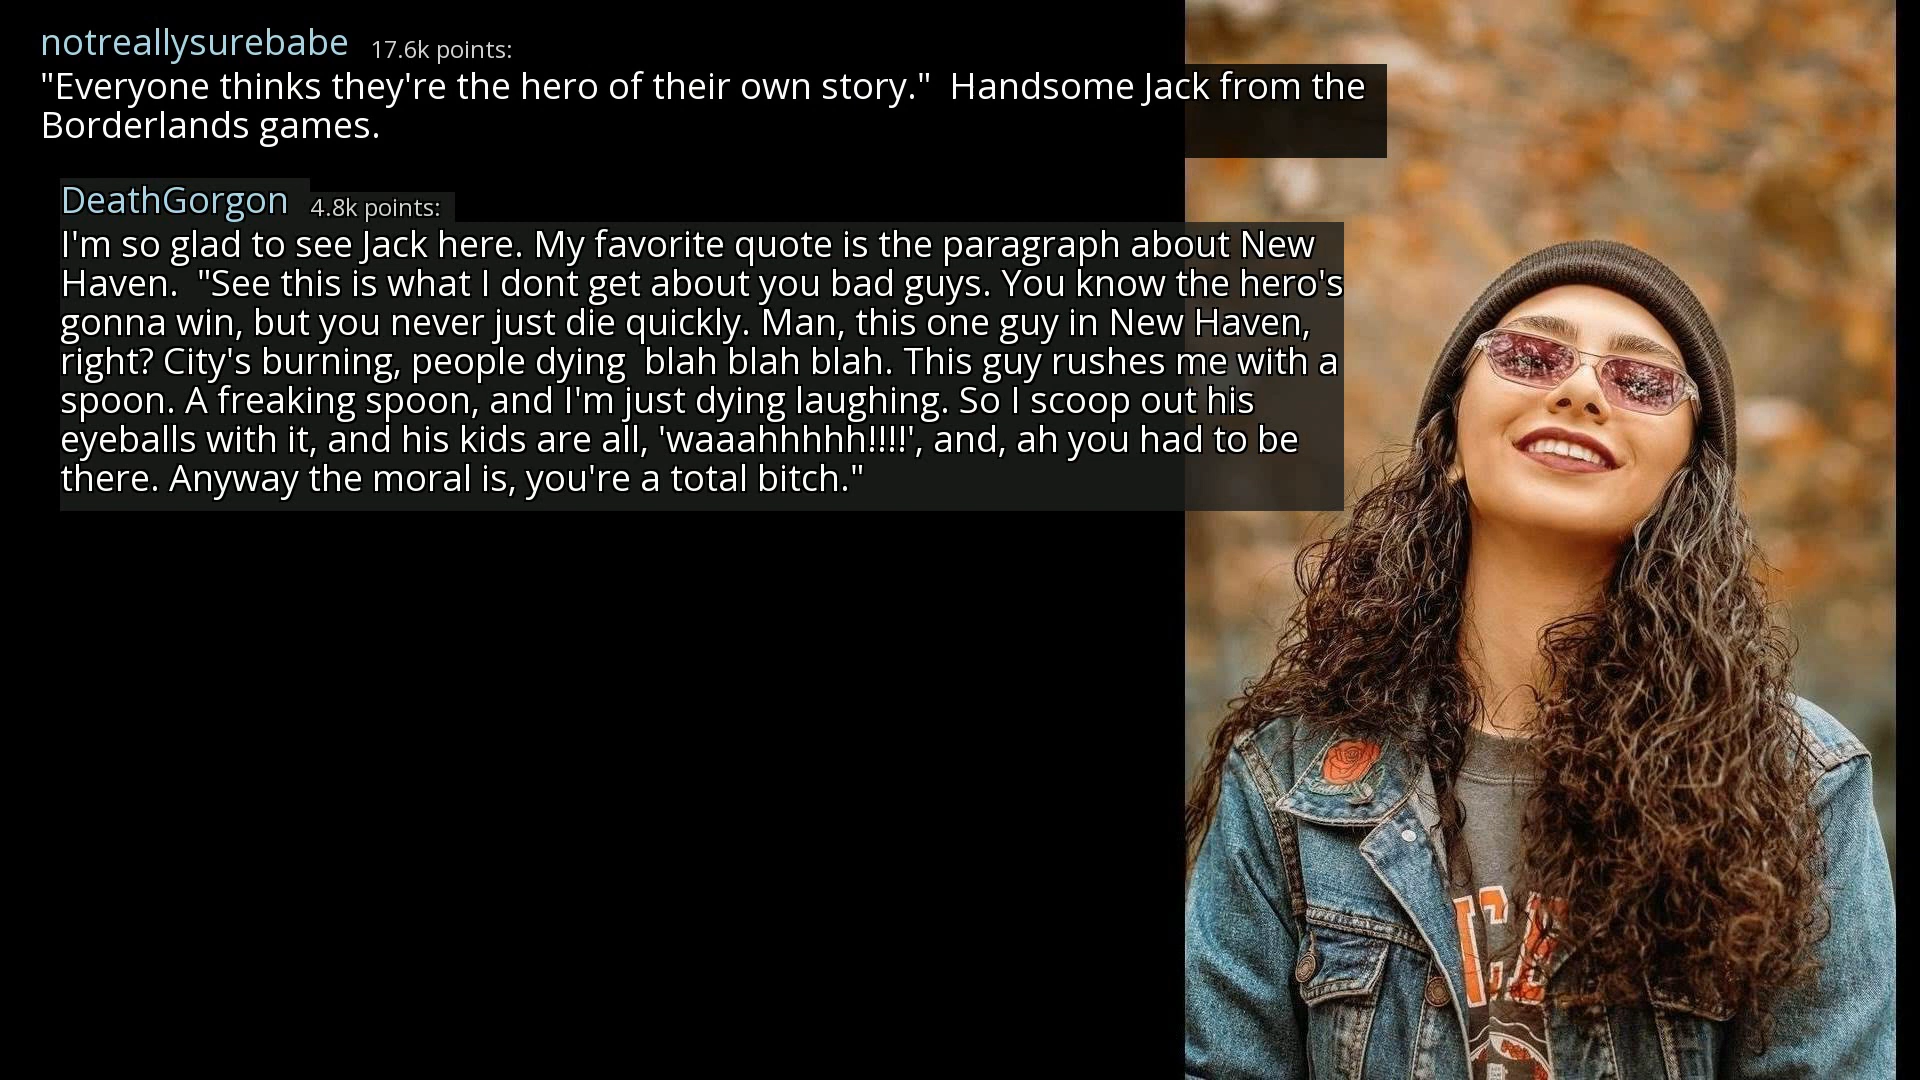 notreallysurebabe 17.6k points:
"Everyone thinks they're the hero of their own story."  Handsome Jack from the
Borderlands games.
DeathGorgon 4.8k points:
I'm so glad to see Jack here. My favorite quote is the paragraph about New
Haven.  "See this is what I dont get about you bad guys. You know the hero's
gonna win, but you never just die quickly. Man, this one guy in New Haven,
right? City's burning, people dying  blah blah blah. This guy rushes me with a
spoon. A freaking spoon, and I'm just dying laughing. So I scoop out his
eyeballs with it, and his kids are all, 'waaahhhhh!!!!', and, ah you had to be
there. Anyway the moral is, you're a total bitch."